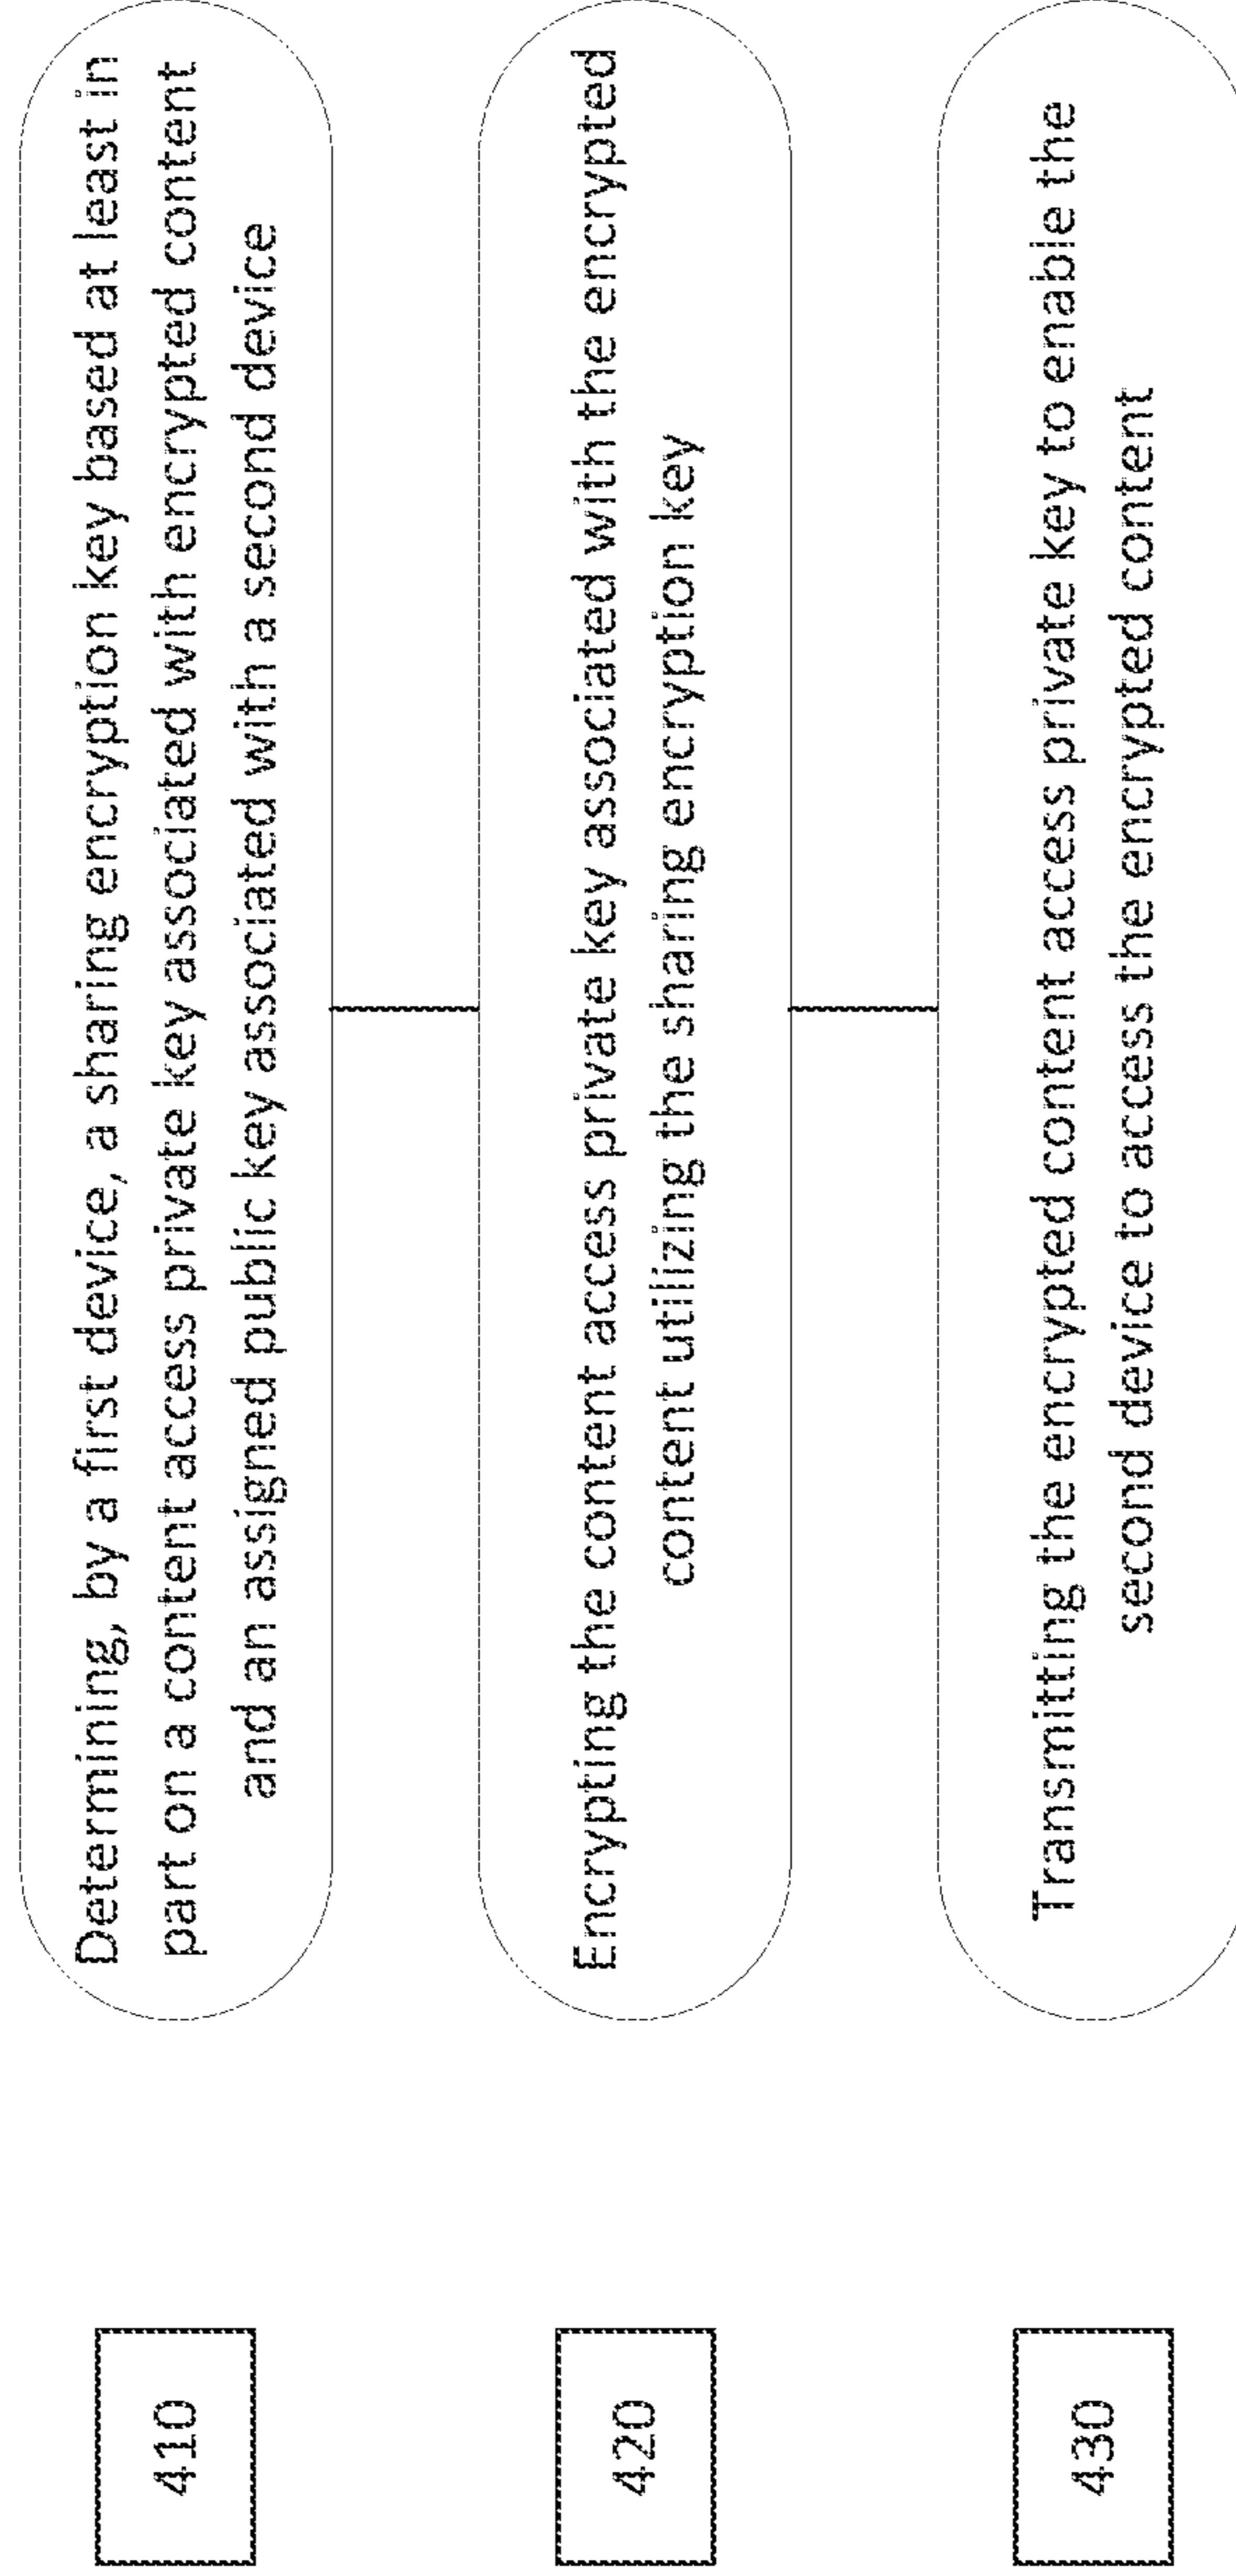 410
Determining, by a first device, a sharing encryption key based at least in
part on a content access private key associated with encrypted content
and an assigned public key associated with a second device
420
Encrypting the content access private key associated with the encrypted
content utilizing the sharing encryption key
430
Transmitting the encrypted content access private key to enable the
second device to access the encrypted content